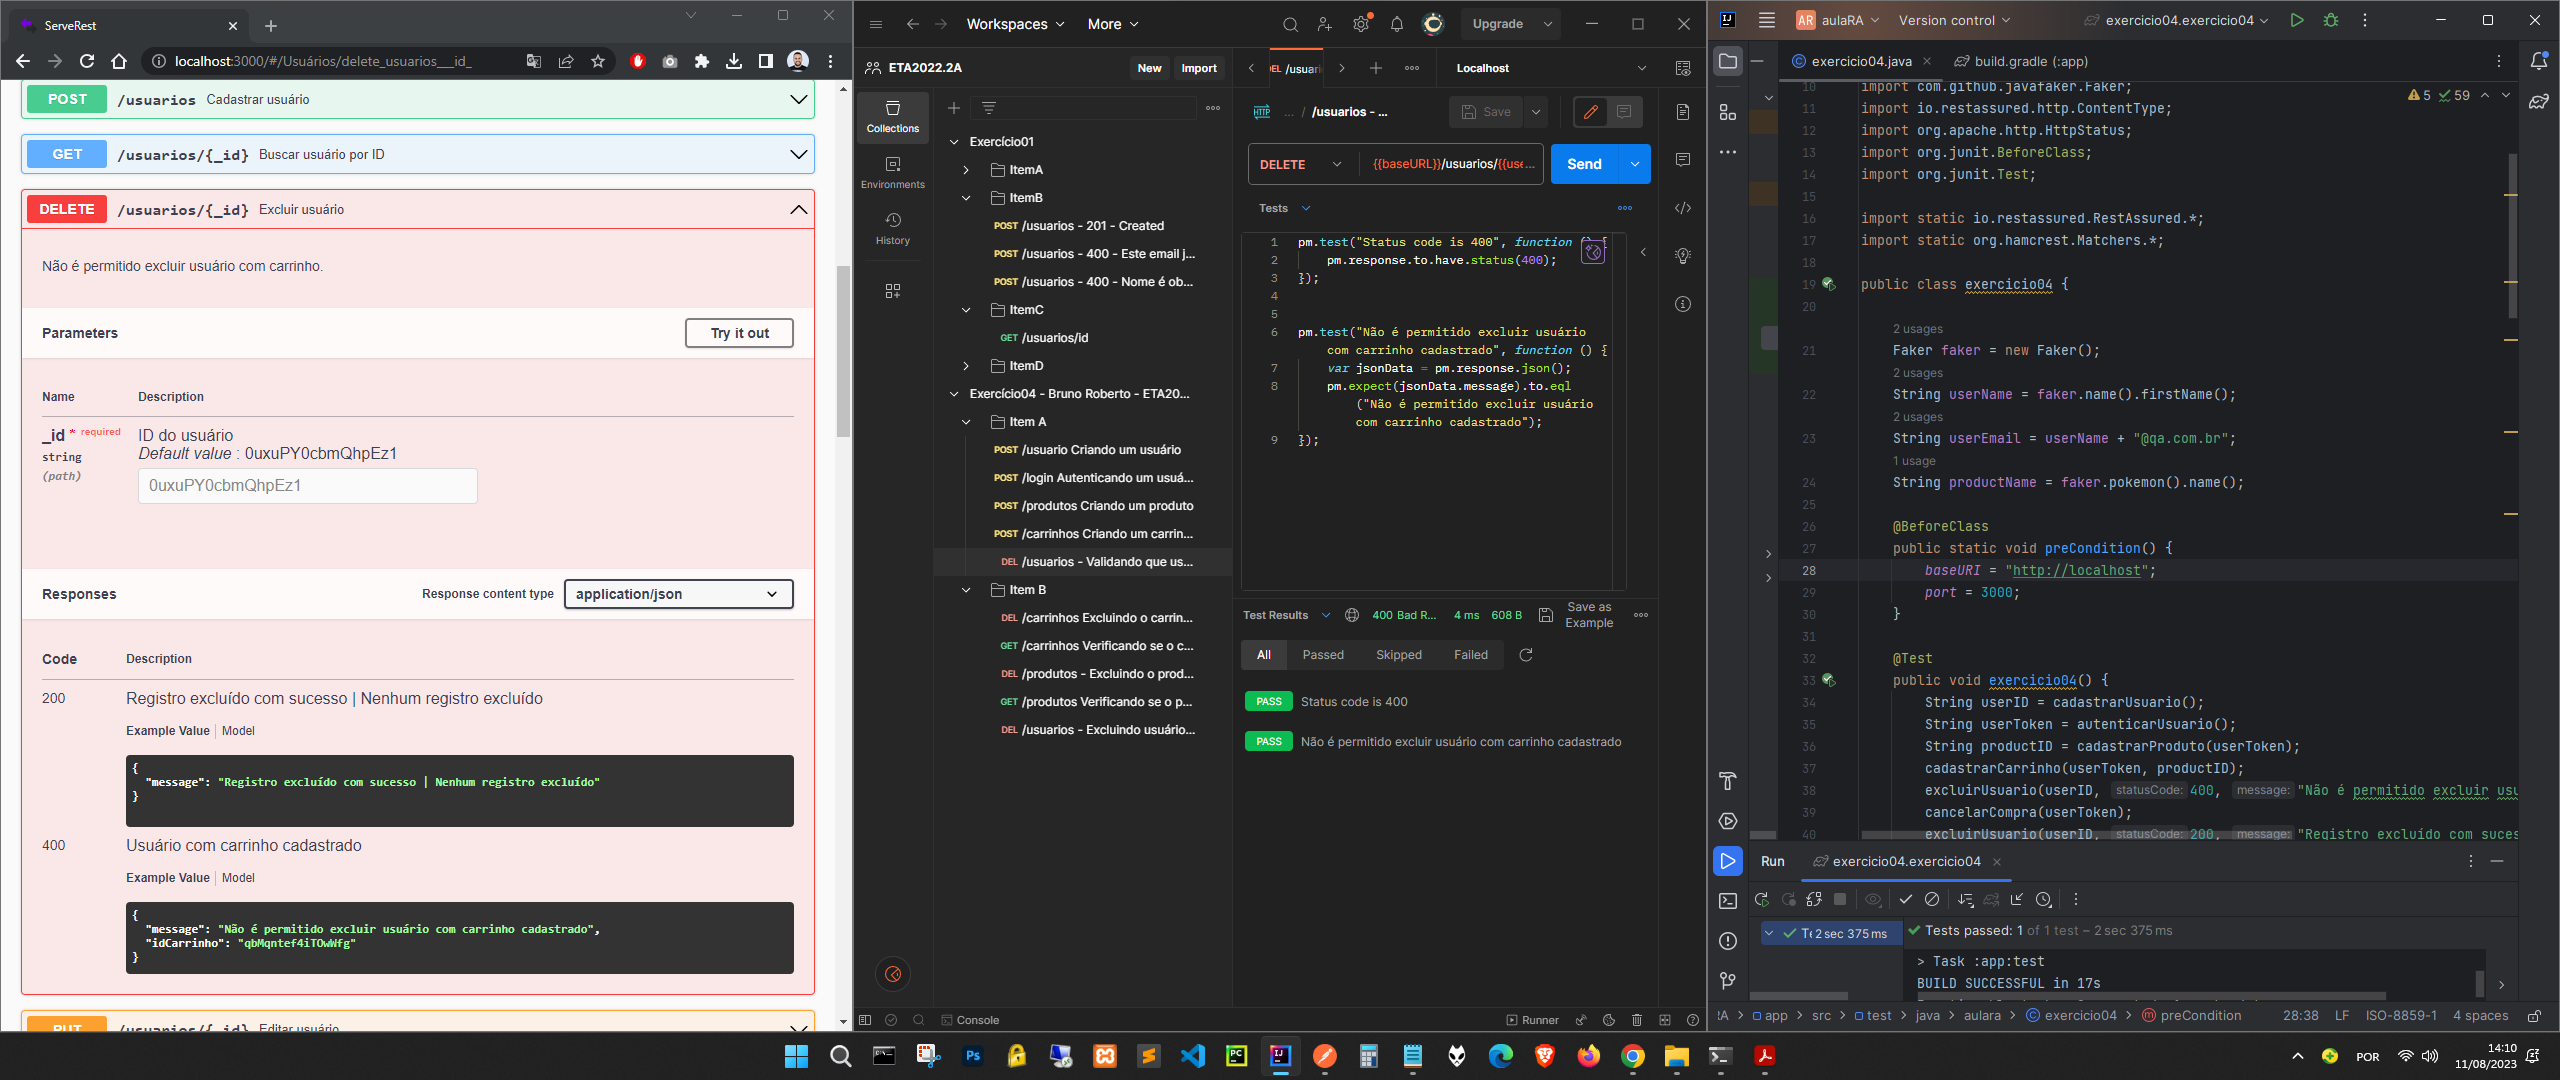 ServeRest
localhost:3000/#/Usuários/delete_usuarios__id_
POST /usuarios Cadastrar usuário
GET /usuarios/{_id} Buscar usuário por ID
DELETE /usuarios/{_id} Excluir usuário
Não é permitido excluir usuário com carrinho.
Parameters
Try it out
Name Description
_id * required
string
(path)
ID do usuário
Default value : 0uxuPY0cbmQhpEz1
0uxuPY0cbmQhpEz1
Responses
Response content type
application/json
Code Description
200 Registro excluído com sucesso | Nenhum registro excluído
Example Value Model
{
"message": "Registro excluído com sucesso | Nenhum registro excluído"
}
400 Usuário com carrinho cadastrado
Example Value Model
{
"message": "Não é permitido excluir usuário com carrinho cadastrado",
"idCarrinho": "qbMqntef4iTOwWfg"
}
PUT /usuarios/{_id} Editar usuário
Workspaces More
Upgrade
ETA2022.2A
New Import
DEL /usuari
Localhost
Collections
Environments
History
Exercício01
ItemA
ItemB
POST /usuarios - 201 - Created
POST /usuarios - 400 - Este email j...
POST /usuarios - 400 - Nome é ob...
ItemC
GET /usuarios/id
ItemD
Exercício04 - Bruno Roberto - ETA20...
Item A
POST /usuario Criando um usuário
POST /login Autenticando um usuá...
POST /produtos Criando um produto
POST /carrinhos Criando um carrin...
DEL /usuarios - Validando que us...
Item B
DEL /carrinhos Excluindo o carrin...
GET /carrinhos Verificando se o c...
DEL /produtos - Excluindo o prod...
GET /produtos Verificando se o p...
DEL /usuarios - Excluindo usuário...
HTTP ... / /usuarios - ...
Save
DELETE {{baseURL}}/usuarios/{{use...
Send
Tests
1 pm.test("Status code is 400", function () {
2 pm.response.to.have.status(400);
3 });
4
5
6 pm.test("Não é permitido excluir usuário
com carrinho cadastrado", function () {
7 var jsonData = pm.response.json();
8 pm.expect(jsonData.message).to.eql
("Não é permitido excluir usuário
com carrinho cadastrado");
9 });
Test Results 400 Bad R... 4 ms 608 B Save as
Example
All Passed Skipped Failed
PASS Status code is 400
PASS Não é permitido excluir usuário com carrinho cadastrado
Console
Runner
AR aulaRA Version control
exercicio04.exercicio04
exercicio04.java
build.gradle (:app)
5 59
10 import com.github.javafaker.Faker;
11 import io.restassured.http.ContentType;
12 import org.apache.http.HttpStatus;
13 import org.junit.BeforeClass;
14 import org.junit.Test;
15
16 import static io.restassured.RestAssured.*;
17 import static org.hamcrest.Matchers.*;
18
19 public class exercicio04 {
20
2 usages
21 Faker faker = new Faker();
2 usages
22 String userName = faker.name().firstName();
2 usages
23 String userEmail = userName + "@qa.com.br";
1 usage
24 String productName = faker.pokemon().name();
25
26 @BeforeClass
27 public static void preCondition() {
28 baseURI = "http://localhost";
29 port = 3000;
30 }
31
32 @Test
33 public void exercicio04() {
34 String userID = cadastrarUsuario();
35 String userToken = autenticarUsuario();
36 String productID = cadastrarProduto(userToken);
37 cadastrarCarrinho(userToken, productID);
38 excluirUsuario(userID, statusCode: 400, message: "Não é permitido excluir usu
39 cancelarCompra(userToken);
40 excluirUsuario(userID, statusCode: 200, message: "Registro excluído com suces
Run exercicio04.exercicio04
2 sec 375 ms
Tests passed: 1 of 1 test – 2 sec 375 ms
> Task :app:test
BUILD SUCCESSFUL in 17s
RA > app > src > test > java > aulara > exercicio04 > preCondition
28:38 LF ISO-8859-1 4 spaces
POR
14:10
11/08/2023